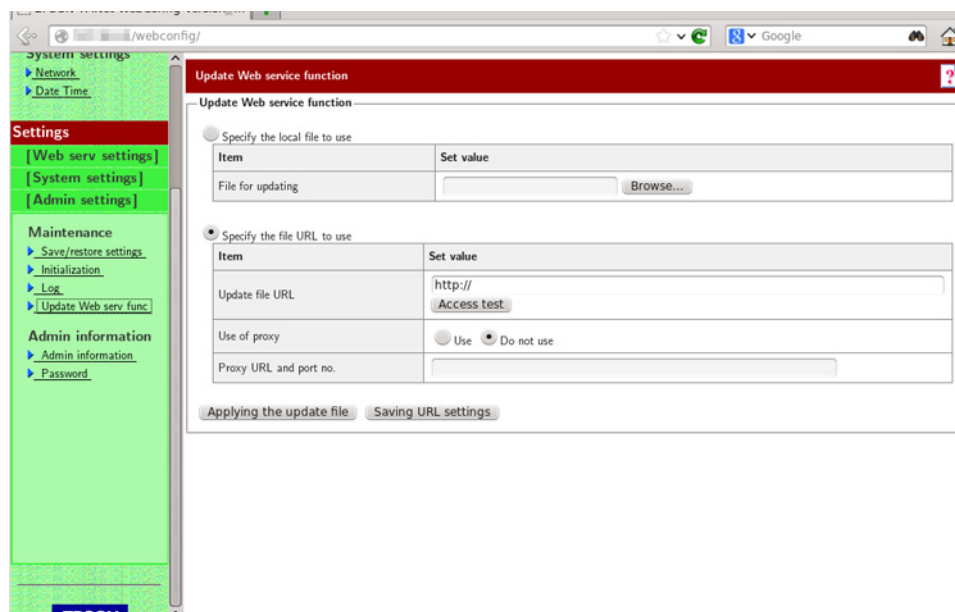 /webconfig/
Google
System settings
Network
Date Time
Settings
[Web serv settings]
[System settings]
[Admin settings]
Maintenance
Save/restore settings
Initialization
Log
Update Web serv func
Admin information
Admin information
Password
Update Web service function
?
Update Web service function
Specify the local file to use
Item Set value
File for updating Browse...
Specify the file URL to use
Item Set value
Update file URL http://
Access test
Use of proxy Use Do not use
Proxy URL and port no.
Applying the update file Saving URL settings